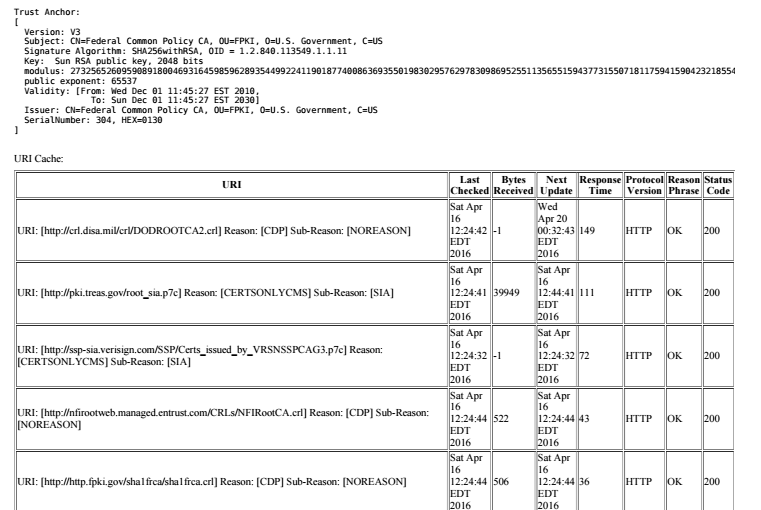 Trust Anchor:
[
Version: V3
Subject: CN=Federal Common Policy CA, OU=FPKI, O=U.S. Government, C=US
Signature Algorithm: SHA256withRSA, OID = 1.2.840.113549.1.1.11
Key: Sun RSA public key, 2048 bits
modulus:
public exponent: 65537
Validity: [From: Wed Dec 01 11:45:27 EST 2010,
To: Sun Dec 01 11:45:27 EST 2030]
Issuer: CN=Federal Common Policy CA, OU=FPKI, O=U.S. Government, C=US
SerialNumber: 304, HEX=0130
]
URI Cache:
URI
Last Checked
Bytes Received
Next Update
Response Time
Protocol Version
Reason Phrase
Status Code
URI: [http://crl.disa.mil/crl/DODROOTCA2.crl] Reason: [CDP] Sub-Reason: [NOREASON]
Sat Apr
16
12:24:42
EDT
2016
-1
Wed
Apr 20
00:32:43
EDT
2016
149
HTTP
OK
200
URI: [http://pki.treas.gov/root_sia.p7c] Reason: [CERTSONLYCMS] Sub-Reason: [SIA]
Sat Apr
16
12:24:41
EDT
2016
39949
Sat Apr
16
12:44:41
EDT
2016
111
HTTP
OK
200
URI: [http://ssp-sia.verisign.com/SSP/Certs_issued_by_VRSNSSPCAG3.p7c] Reason:
[CERTSONLYCMS] Sub-Reason: [SIA]
Sat Apr
16
12:24:32
EDT
2016
-1
Sat Apr
16
12:24:32
EDT
2016
72
HTTP
OK
200
URI: [http://nfirootweb.managed.entrust.com/CRLs/NFIRootCA.crl] Reason: [CDP] Sub-Reason:
[NOREASON]
Sat Apr
16
12:24:44
EDT
2016
522
Sat Apr
16
12:24:44
EDT
2016
43
HTTP
OK
200
URI: [http://http.fpki.gov/sha1frca/sha1frca.crl] Reason: [CDP] Sub-Reason: [NOREASON]
Sat Apr
16
12:24:44
EDT
2016
506
Sat Apr
16
12:24:44
EDT
2016
36
HTTP
OK
200